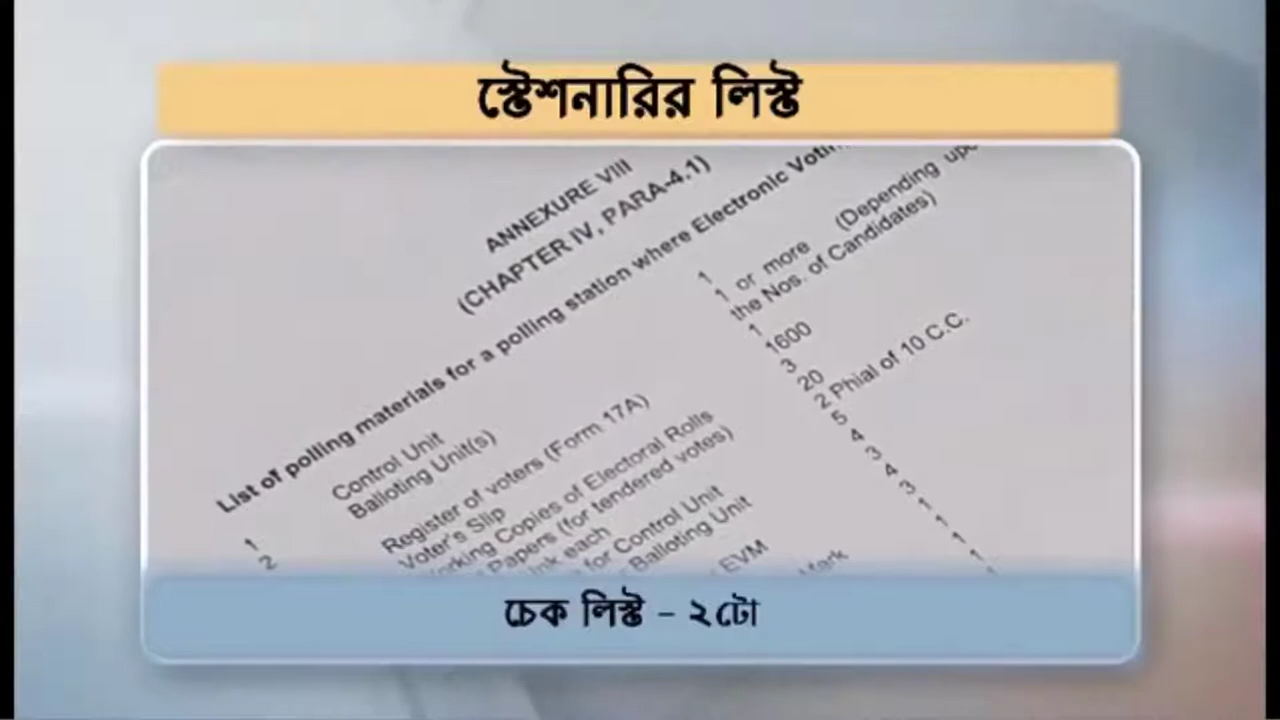 স্টেশনারির লিস্ট
ANNEXURE VIII
(CHAPTER IV, PARA-4.1)
List of polling materials for a polling station where Electronic
1 Control Unit 1
2 Balloting Unit(s) 1 or more (Depending
the Nos. of Candidates)
Register of voters (Form 17A) 1
Voter's Slip 1600
Copies of Electoral Rolls 3
Papers (for tendered votes) 20
Ink each 2 Phial of 10 C.C.
for Control Unit 5
Balloting Unit 4
3
EVM 4
3
Mark 1
1
1
1
চেক লিস্ট – ২টো